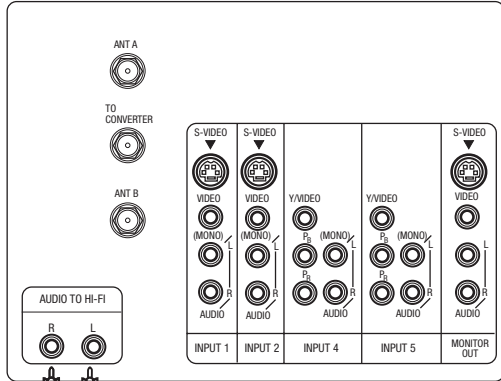 ANT A
TO
CONVERTER
ANT B
S-VIDEO S-VIDEO S-VIDEO
VIDEO VIDEO Y/VIDEO Y/VIDEO VIDEO
(MONO) L (MONO) L PB (MONO) L PB (MONO) L L
R R PR R PR R R
AUDIO AUDIO AUDIO AUDIO AUDIO
INPUT 1 INPUT 2 INPUT 4 INPUT 5 MONITOR
OUT
AUDIO TO HI-FI
R L